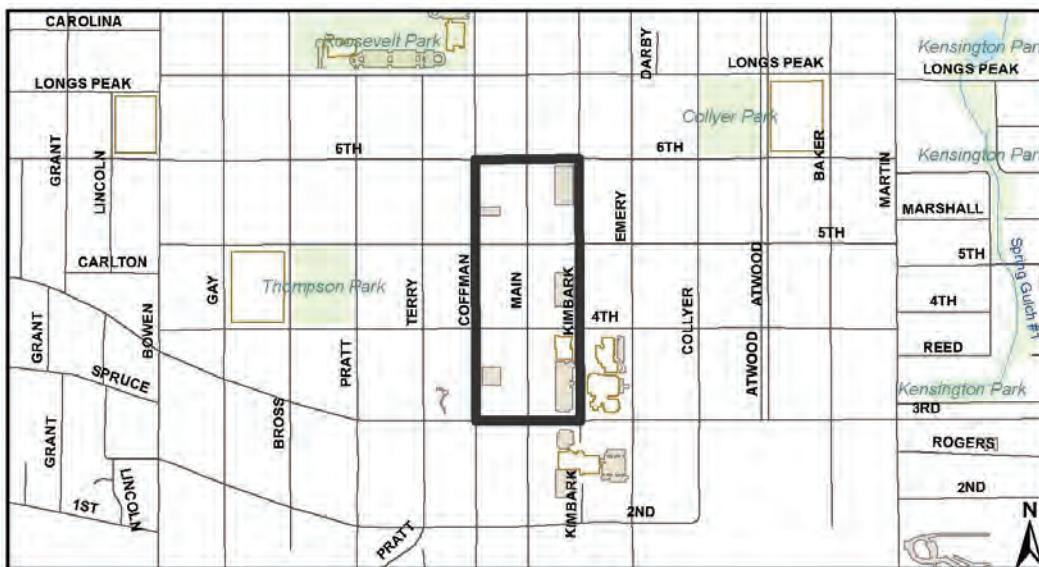 CAROLINA
Roosevelt Park
DARBY
Kensington Park
LONGS PEAK
LONGS PEAK
LONGS PEAK
Collyer Park
GRANT
LINCOLN
6TH
6TH
BAKER
MARTIN
Kensington Park
MARSHALL
EMERY
5TH
5TH
CARLTON
GAY
Thompson Park
TERRY
COFFMAN
MAIN
KIMBARK
ATWOOD
Spring Gulch #1
4TH
4TH
GRANT
BOWEN
PRATT
COLLYER
ATWOOD
REED
SPRUCE
Kensington Park
3RD
GRANT
BROSS
ROGERS
LINCOLN
1ST
KIMBARK
2ND
2ND
PRATT
N